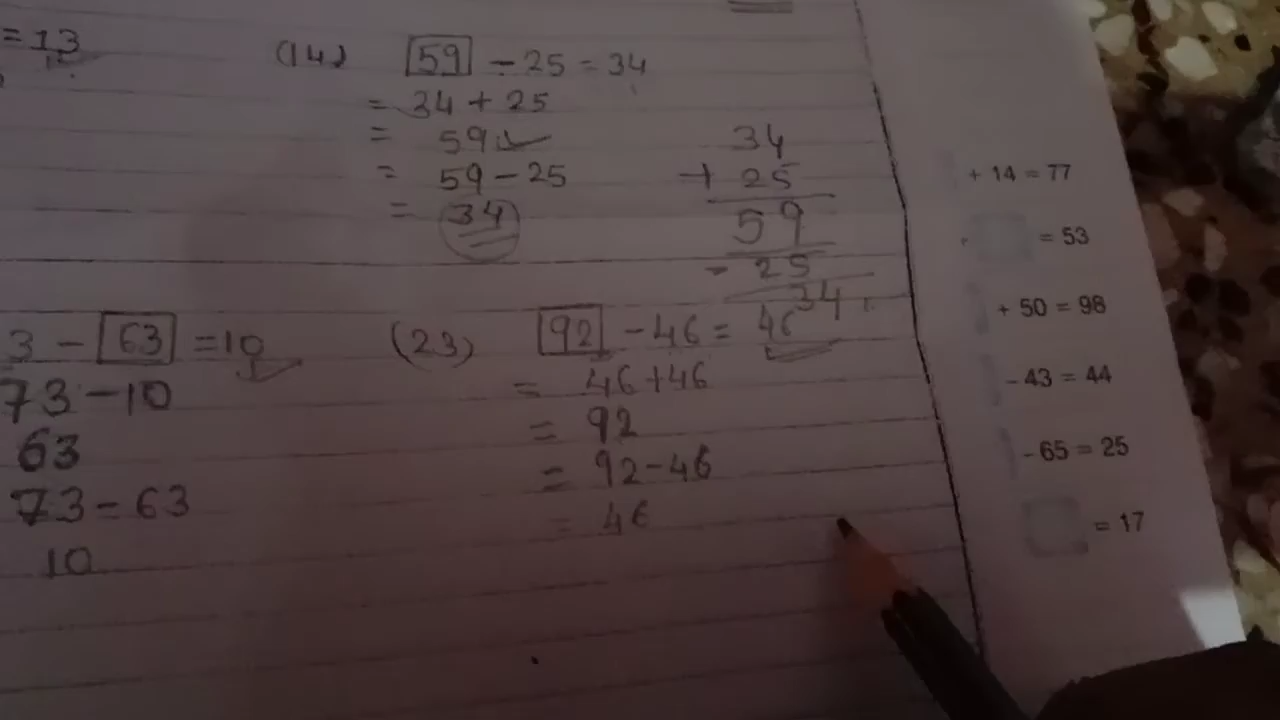 = 13
(14) 59 - 25 = 34
= 34 + 25
= 59
= 59 - 25
= 34
34
+ 25
59
- 25
34
3 - 63 = 10
73 - 10
63
73 - 63
10
(23) 92 - 46 = 46
= 46 + 46
= 92
= 92 - 46
= 46
+ 14 = 77
= 53
+ 50 = 98
- 43 = 44
- 65 = 25
= 17